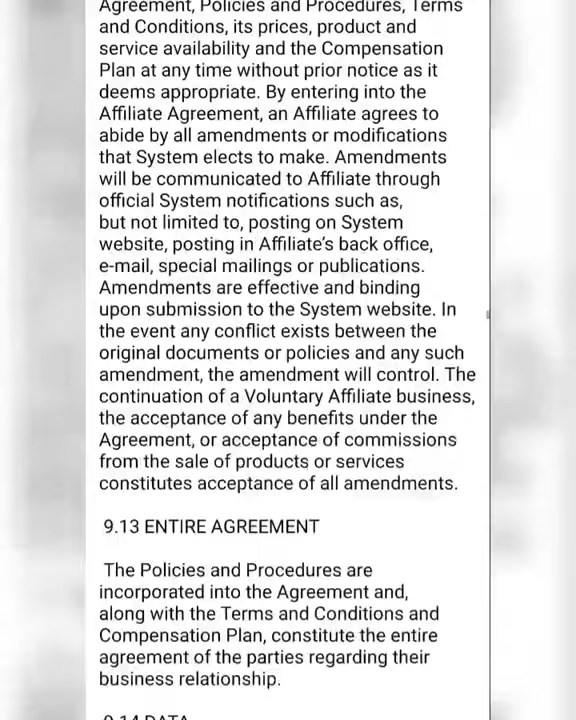 Agreement, Policies and Procedures, Terms
and Conditions, its prices, product and
service availability and the Compensation
Plan at any time without prior notice as it
deems appropriate. By entering into the
Affiliate Agreement, an Affiliate agrees to
abide by all amendments or modifications
that System elects to make. Amendments
will be communicated to Affiliate through
official System notifications such as,
but not limited to, posting on System
website, posting in Affiliate's back office,
e-mail, special mailings or publications.
Amendments are effective and binding
upon submission to the System website. In
the event any conflict exists between the
original documents or policies and any such
amendment, the amendment will control. The
continuation of a Voluntary Affiliate business,
the acceptance of any benefits under the
Agreement, or acceptance of commissions
from the sale of products or services
constitutes acceptance of all amendments.
9.13 ENTIRE AGREEMENT
The Policies and Procedures are
incorporated into the Agreement and,
along with the Terms and Conditions and
Compensation Plan, constitute the entire
agreement of the parties regarding their
business relationship.
9.14 DATA